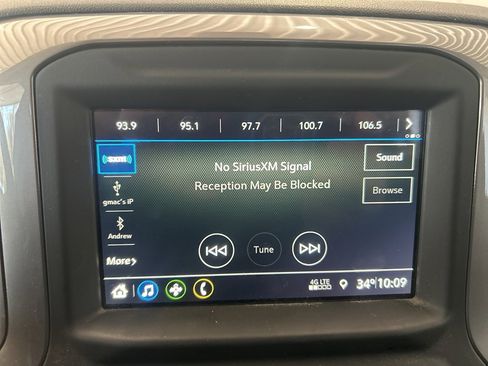 93.9 95.1 97.7 100.7 106.5
SXM
No SiriusXM Signal
Sound
Reception May Be Blocked
Browse
gmac's iP
Andrew
Tune
More
4G LTE
34° 10:09